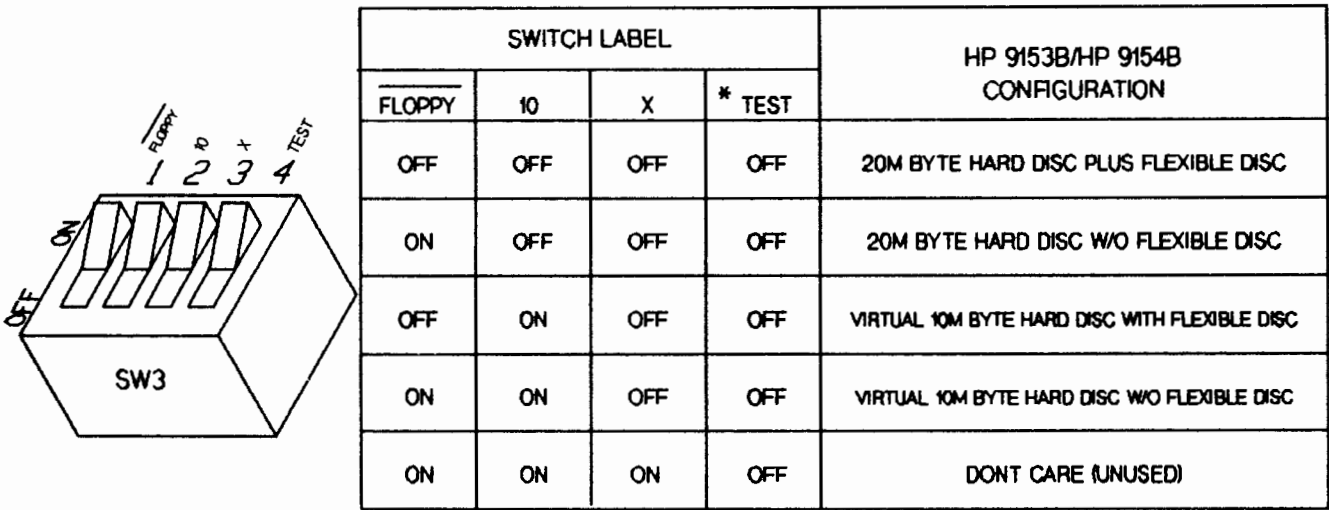 FLOPPY 10 X TEST
1 2 3 4
ON
OFF
SW3
SWITCH LABEL
HP 9153B/HP 9154B
CONFIGURATION
FLOPPY 10 X * TEST
OFF OFF OFF OFF 20M BYTE HARD DISC PLUS FLEXIBLE DISC
ON OFF OFF OFF 20M BYTE HARD DISC W/O FLEXIBLE DISC
OFF ON OFF OFF VIRTUAL 10M BYTE HARD DISC WITH FLEXIBLE DISC
ON ON OFF OFF VIRTUAL 10M BYTE HARD DISC W/O FLEXIBLE DISC
ON ON ON OFF DONT CARE (UNUSED)